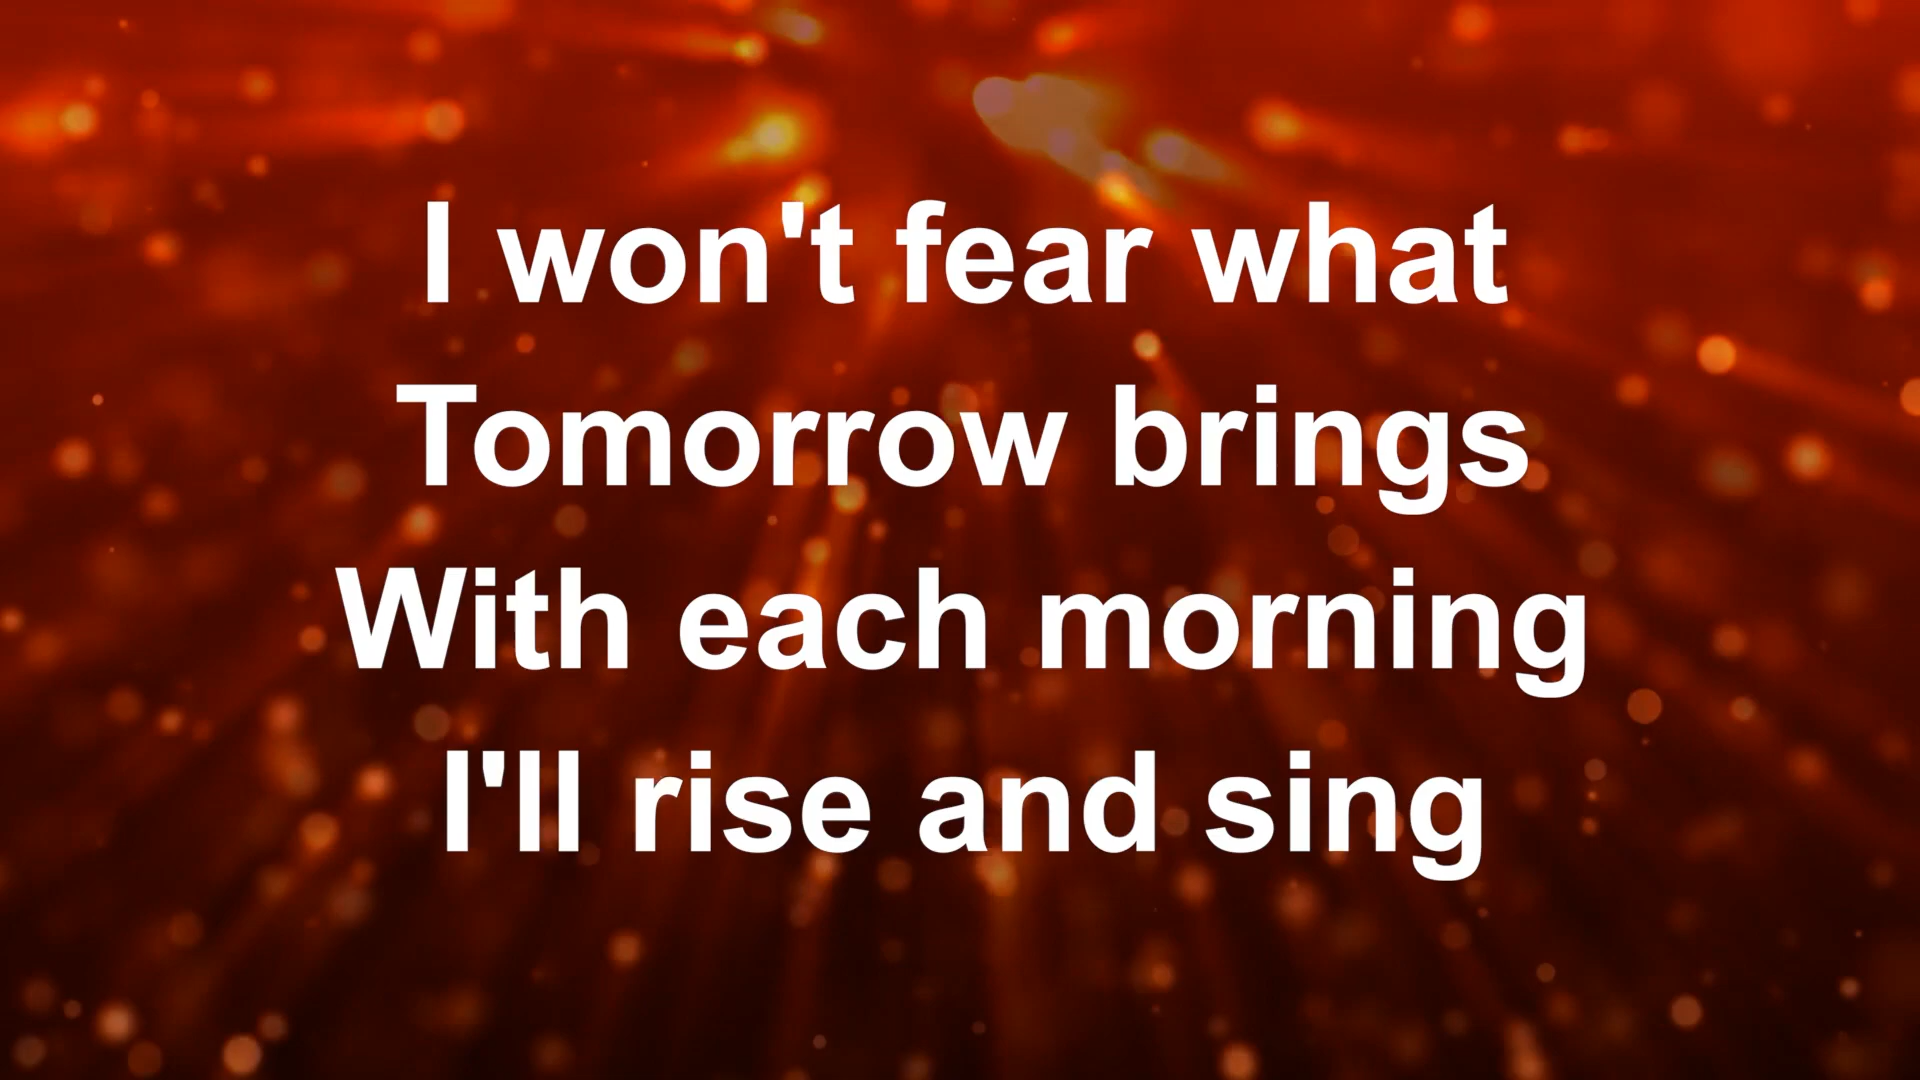 I won't fear what
Tomorrow brings
With each morning
I'll rise and sing